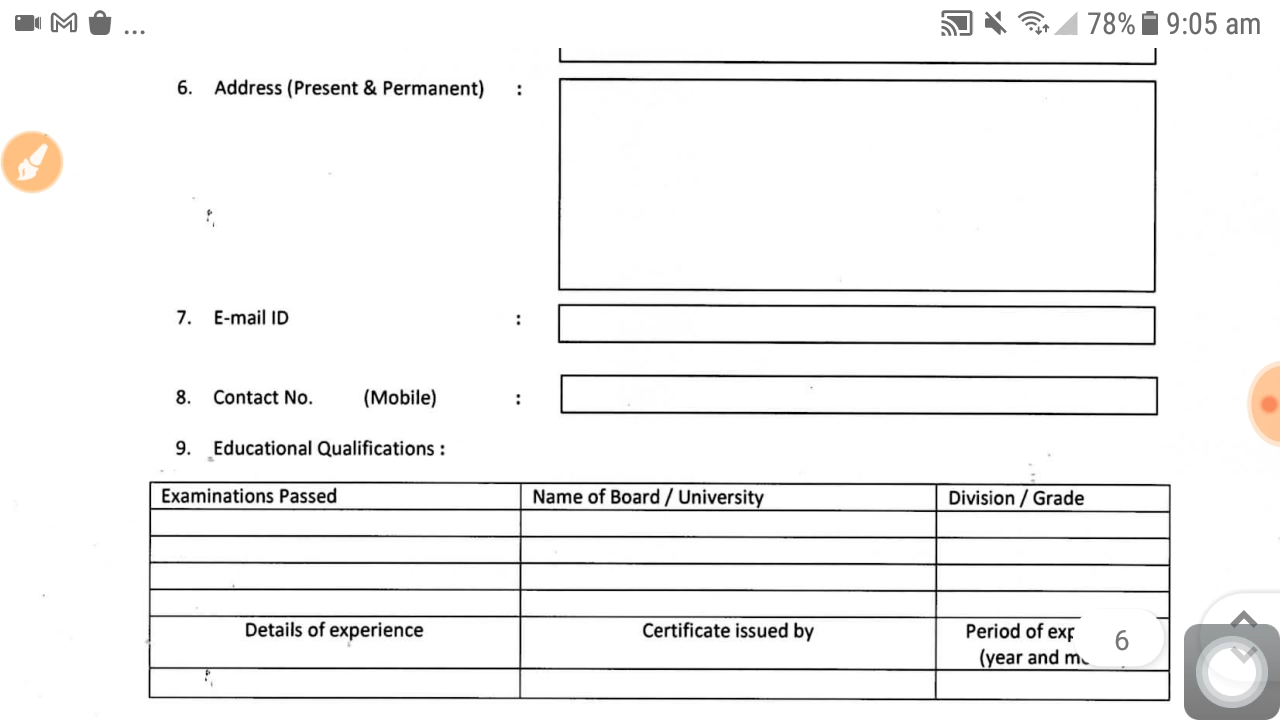 ... 78% 9:05 am
6. Address (Present & Permanent) :
7. E-mail ID :
8. Contact No. (Mobile) :
9. Educational Qualifications :
Examinations Passed Name of Board / University Division / Grade
Details of experience Certificate issued by Period of
(year and
6